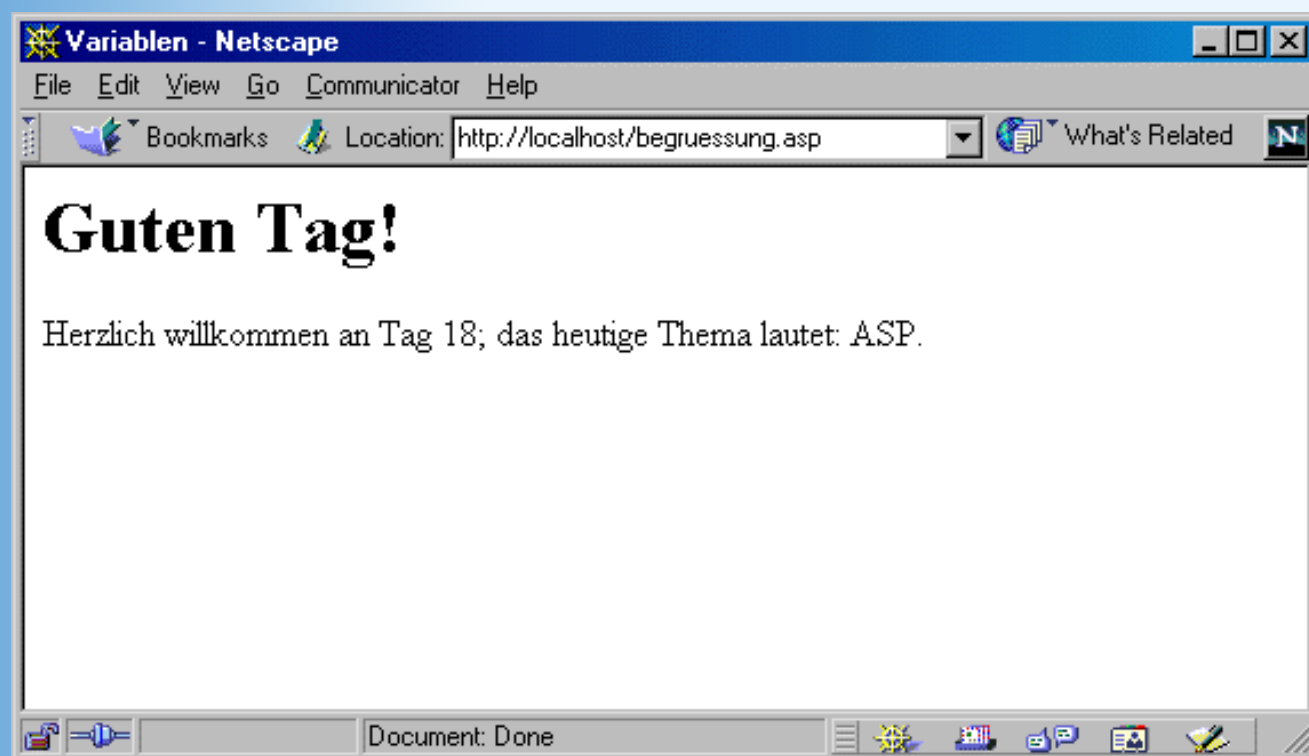 Variablen - Netscape
File Edit View Go Communicator Help
Bookmarks Location: http://localhost/begruessung.asp What's Related N
Guten Tag!
Herzlich willkommen an Tag 18; das heutige Thema lautet: ASP.
Document: Done